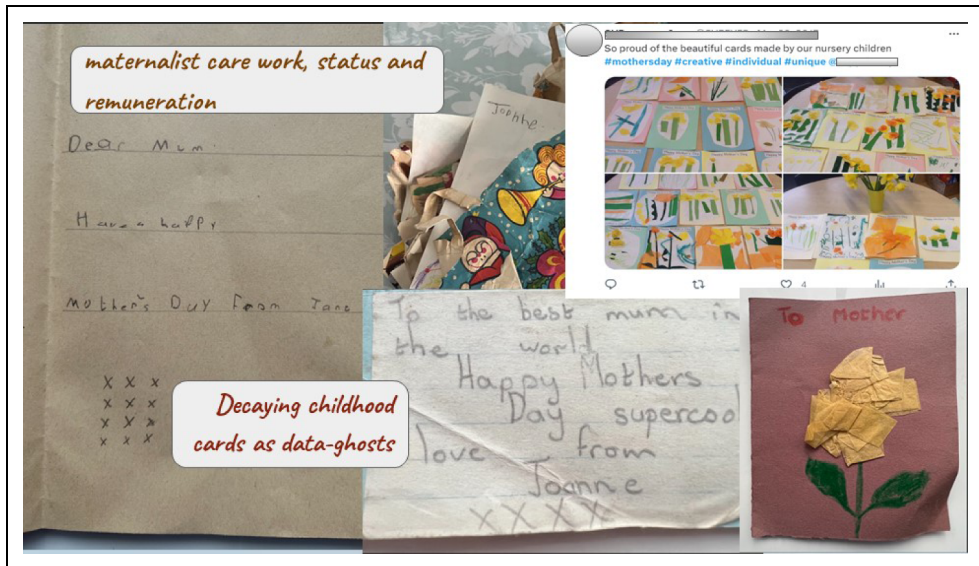 maternalist care work, status and
remuneration
Dear Mum
Have a happy
Mother's Day From Jane
x x x
x x x
x x x
x x x
Decaying childhood
cards as data-ghosts
Joanne
So proud of the beautiful cards made by our nursery children
#mothersday #creative #individual #unique @
4
To the best mum in
the world
Happy Mothers
Day supercool
love from
Joanne
XXXX
To Mother